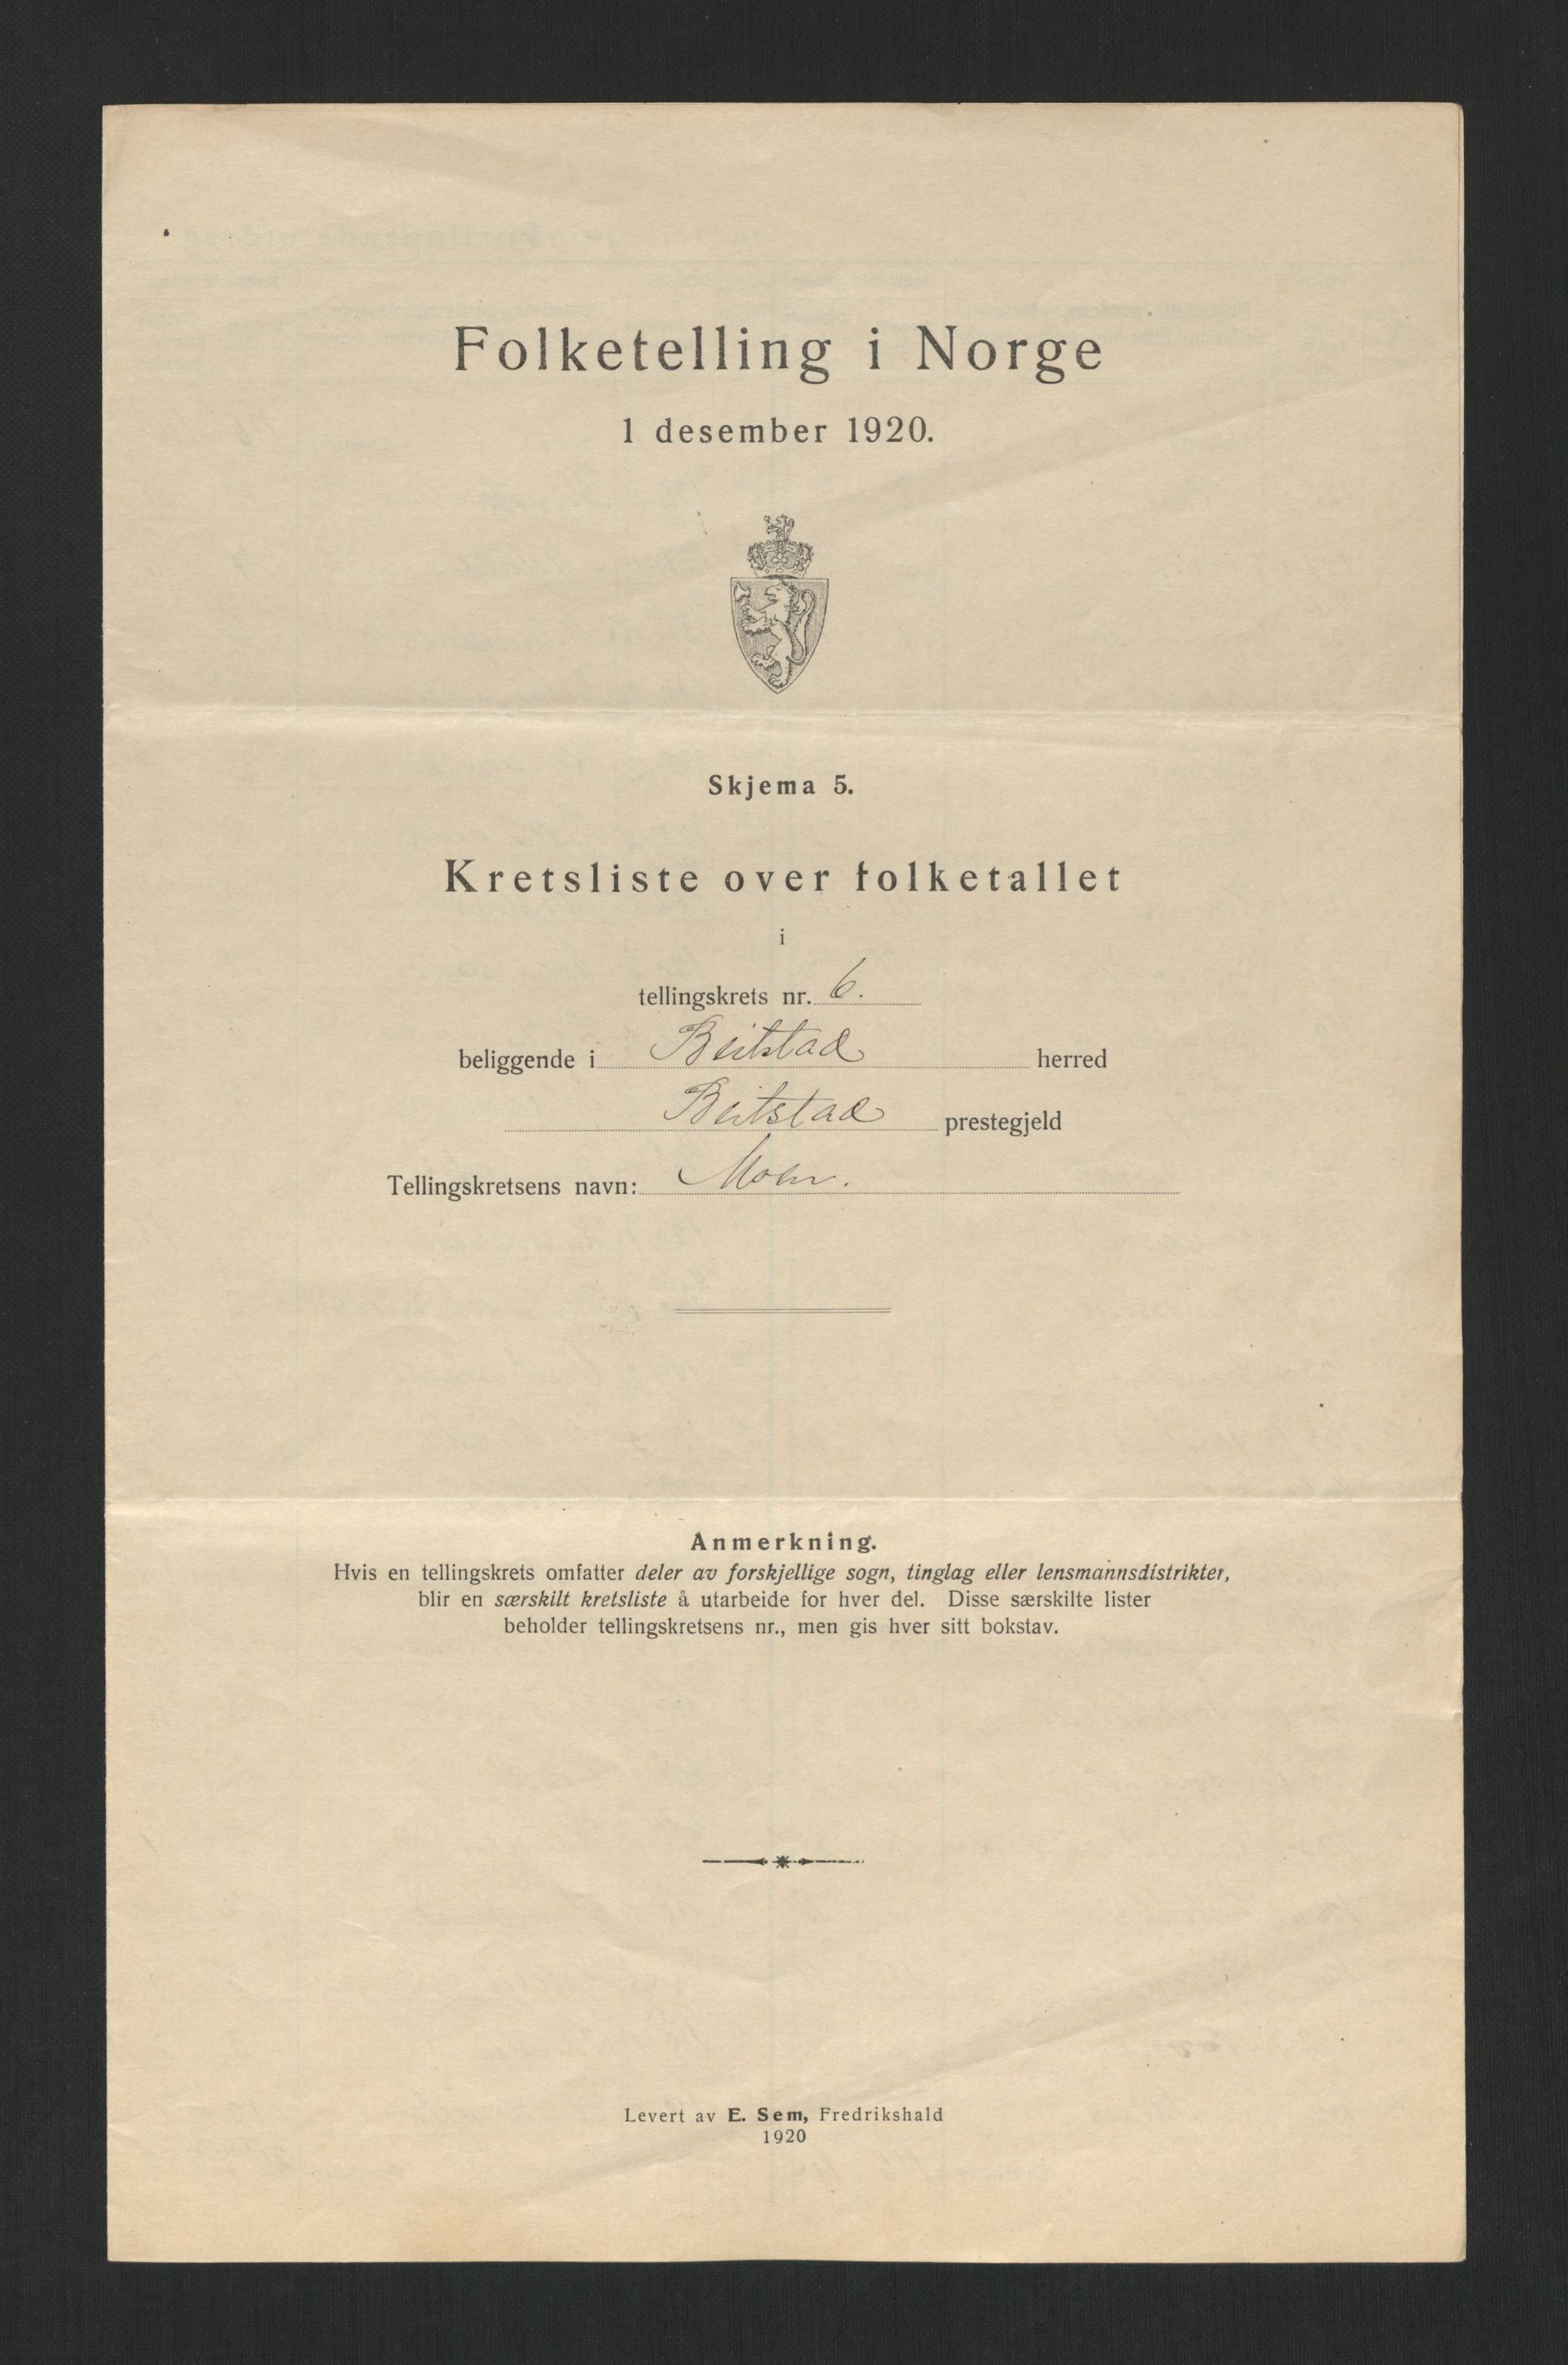 Folketelling i Norge
1 desember 1920.
Skjema 5.
Kretsliste over folketallet
i
tellingskrets nr. 6.
beliggende i Beitstad herred
Beitstad prestegjeld
Tellingskretsens navn: Moen.
Anmerkning.
Hvis en tellingskrets omfatter deler av forskjellige sogn, tinglag eller lensmannsdistrikter,
blir en særskilt kretsliste å utarbeide for hver del. Disse særskilte lister
beholder tellingskretsens nr., men gis hver sitt bokstav.
Levert av E. Sem, Fredrikshald
1920